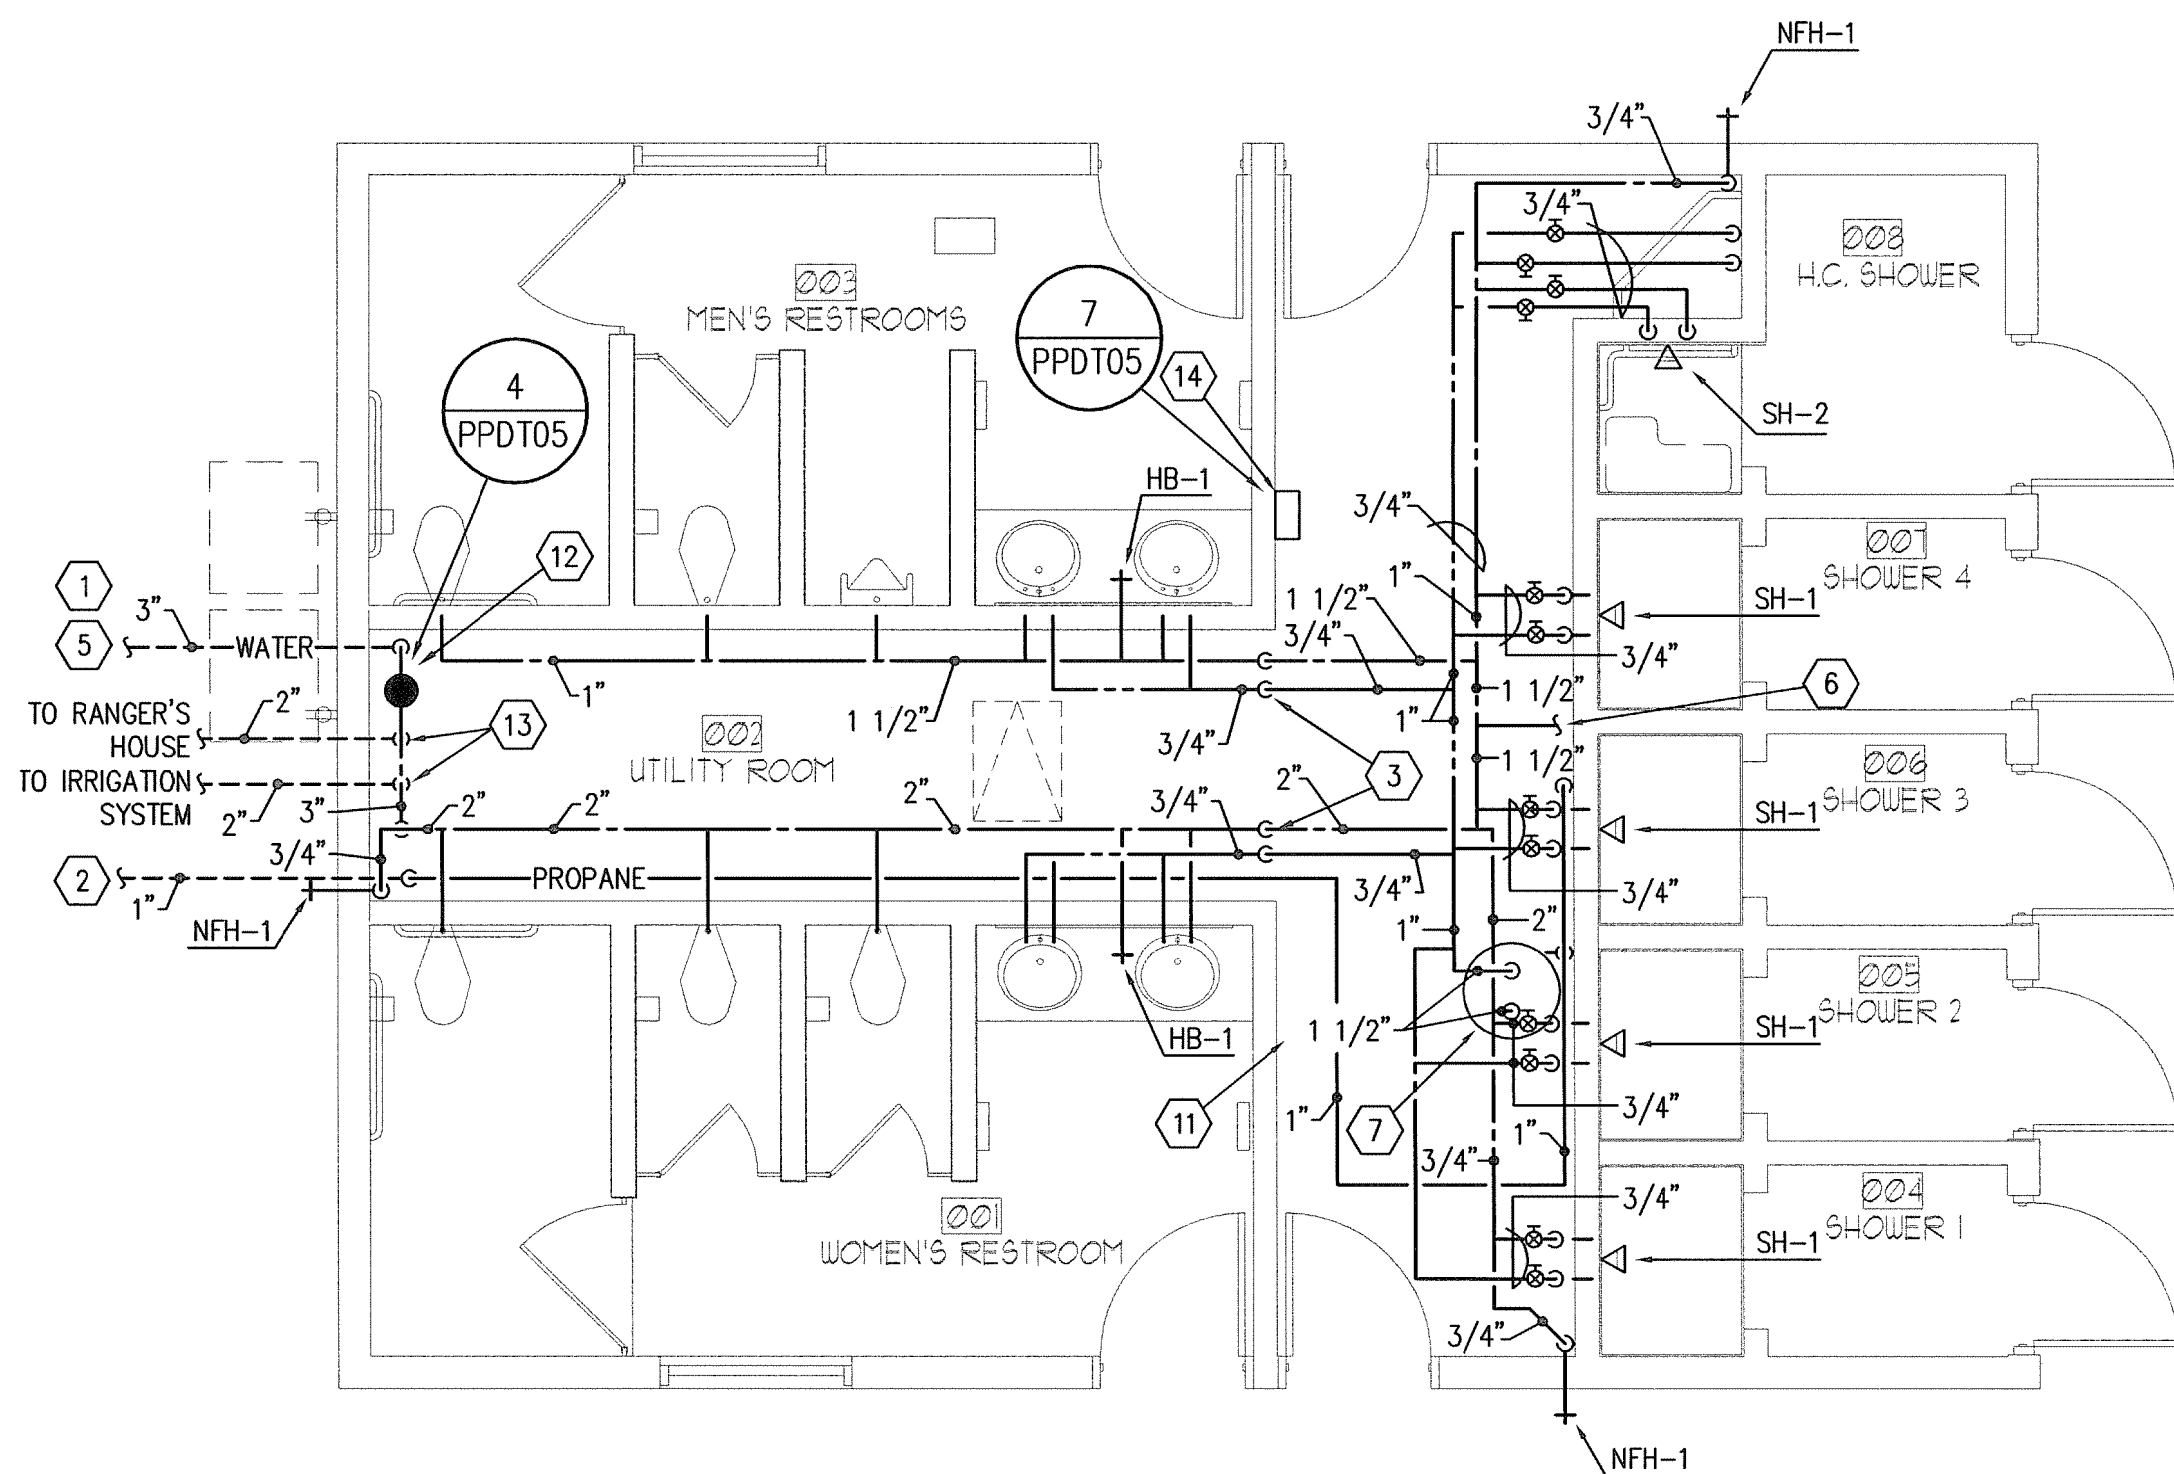 NFH-1
3/4"
3/4"
008
H.C. SHOWER
003
MEN'S RESTROOMS
7
PPDT05
14
4
PPDT05
SH-2
HB-1
3/4"
12
1"
007
SHOWER 4
1
3"
1 1/2"
SH-1
5
WATER
3/4"
3/4"
1"
1 1/2"
6
TO RANGER'S
HOUSE
2"
13
002
UTILITY ROOM
1 1/2"
3/4"
1"
1 1/2"
006
SHOWER 3
TO IRRIGATION
SYSTEM
2"
3"
2"
2"
2"
3/4"
2"
3
SH-1
3/4"
2
1"
PROPANE
3/4"
3/4"
NFH-1
1"
2"
005
SHOWER 2
HB-1
1 1/2"
SH-1
11
1"
7
3/4"
1"
3/4"
3/4"
004
SHOWER 1
001
WOMEN'S RESTROOM
SH-1
3/4"
NFH-1